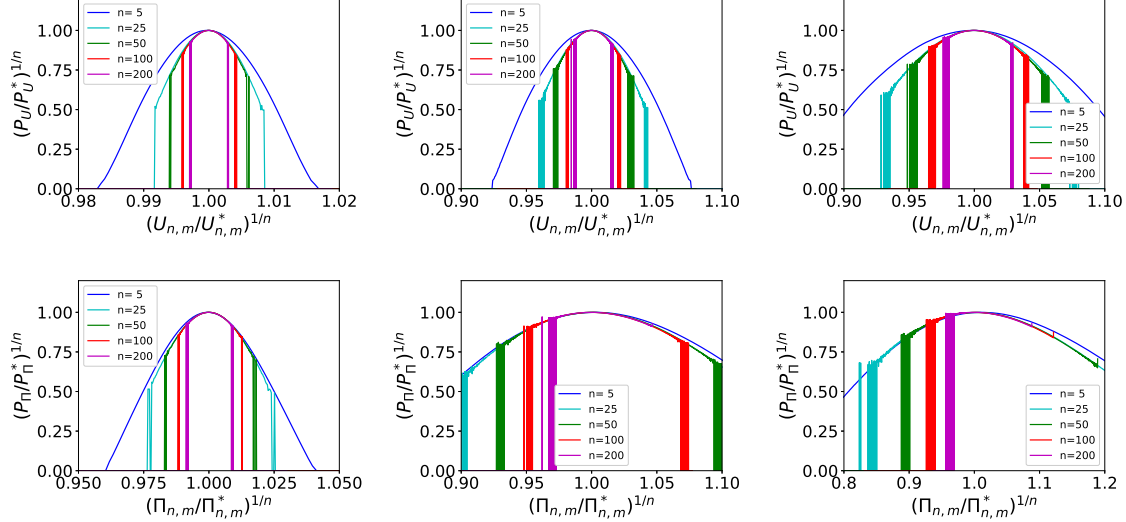 (P_U/P_U^*)^{1/n}
1.00
0.75
0.50
0.25
0.00
n= 5
n=25
n=50
n=100
n=200
0.98 0.99 1.00 1.01 1.02
(U_{n,m}/U_{n,m}^*)^{1/n}
(P_U/P_U^*)^{1/n}
1.00
0.75
0.50
0.25
0.00
n= 5
n=25
n=50
n=100
n=200
0.90 0.95 1.00 1.05 1.10
(U_{n,m}/U_{n,m}^*)^{1/n}
(P_U/P_U^*)^{1/n}
1.00
0.75
0.50
0.25
0.00
n= 5
n=25
n=50
n=100
n=200
0.90 0.95 1.00 1.05 1.10
(U_{n,m}/U_{n,m}^*)^{1/n}
(P_Π/P_Π^*)^{1/n}
1.00
0.75
0.50
0.25
0.00
n= 5
n=25
n=50
n=100
n=200
0.950 0.975 1.000 1.025 1.050
(Π_{n,m}/Π_{n,m}^*)^{1/n}
(P_Π/P_Π^*)^{1/n}
1.00
0.75
0.50
0.25
0.00
n= 5
n=25
n=50
n=100
n=200
0.90 0.95 1.00 1.05 1.10
(Π_{n,m}/Π_{n,m}^*)^{1/n}
(P_Π/P_Π^*)^{1/n}
1.00
0.75
0.50
0.25
0.00
n= 5
n=25
n=50
n=100
n=200
0.8 0.9 1.0 1.1 1.2
(Π_{n,m}/Π_{n,m}^*)^{1/n}